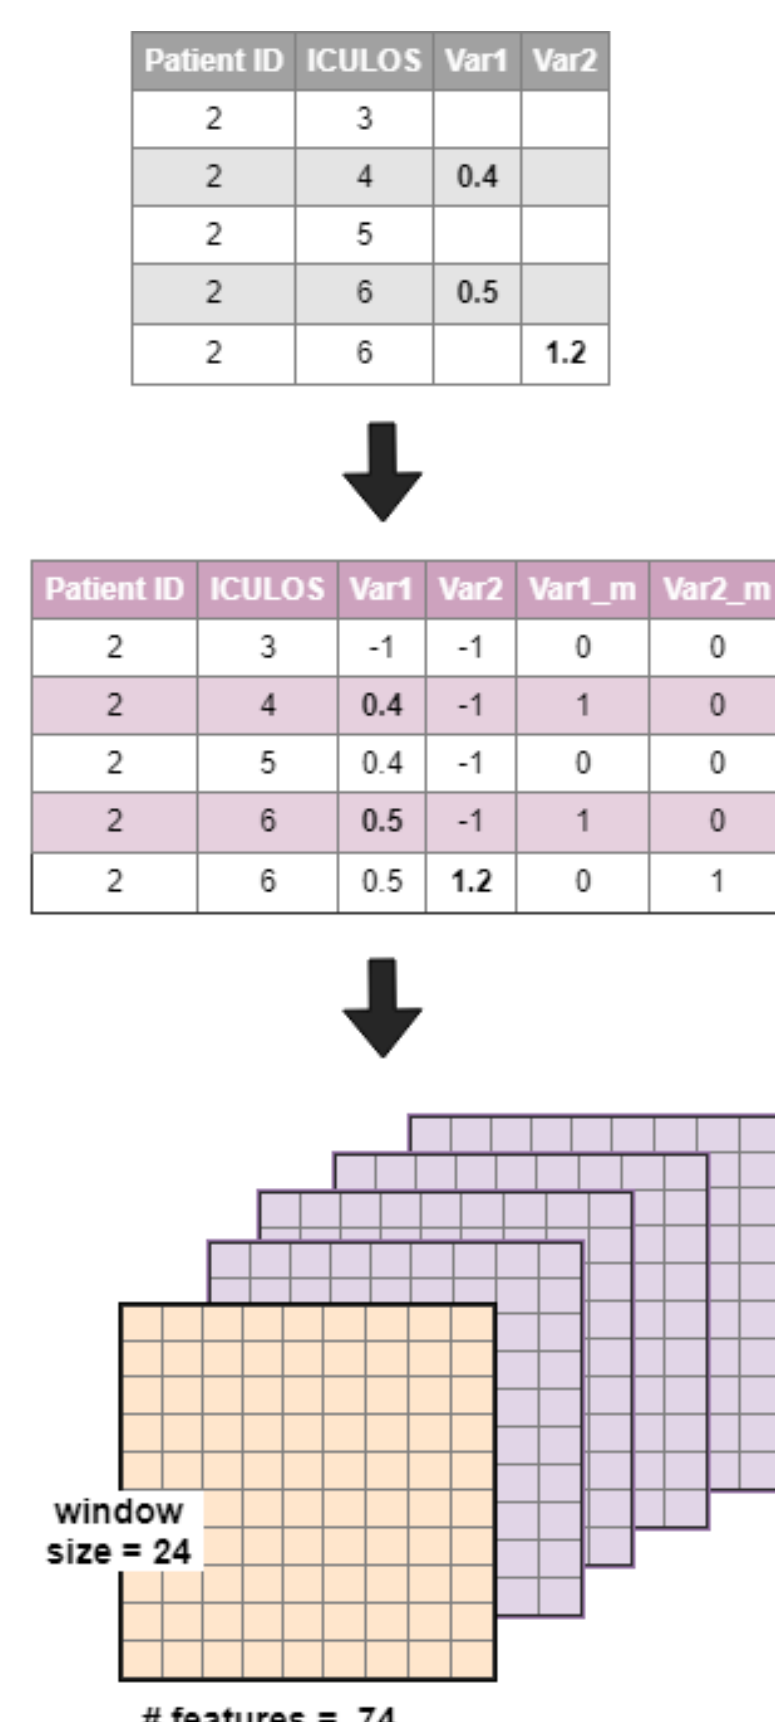 Patient ID ICULOS Var1 Var2
2 3
2 4 0.4
2 5
2 6 0.5
2 6 1.2
Patient ID ICULOS Var1 Var2 Var1_m Var2_m
2 3 -1 -1 0 0
2 4 0.4 -1 1 0
2 5 0.4 -1 0 0
2 6 0.5 -1 1 0
2 6 0.5 1.2 0 1
window
size = 24
# features = 74